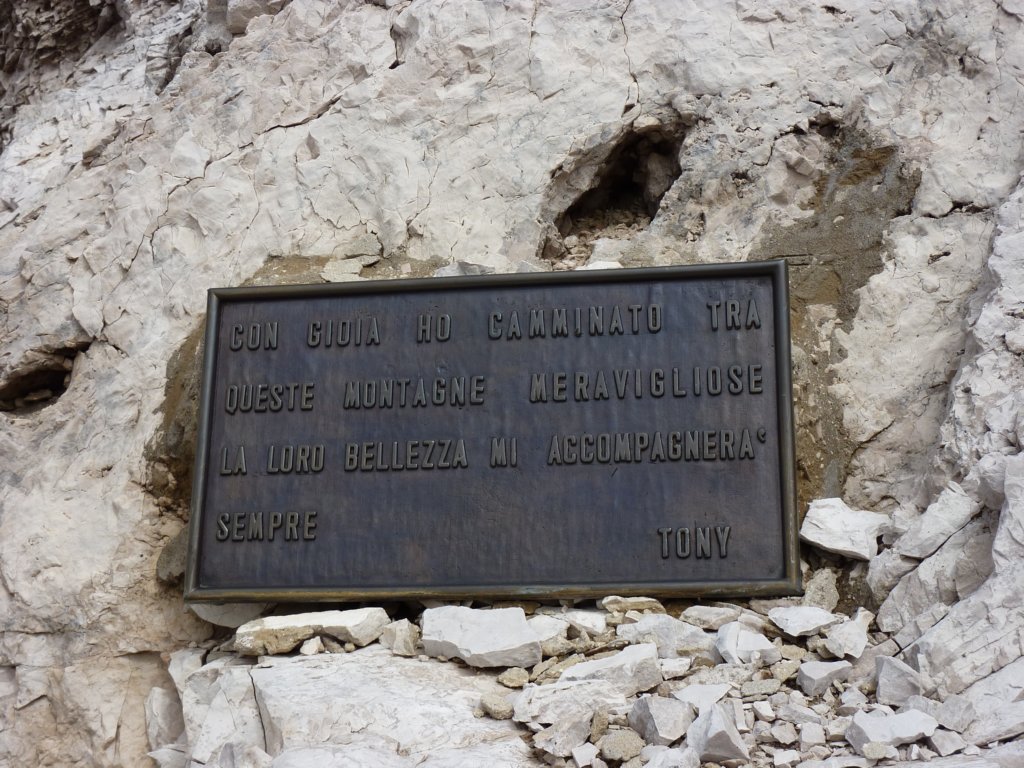 CON GIOIA HO CAMMINATO TRA
QUESTE MONTAGNE MERAVIGLIOSE
LA LORO BELLEZZA MI ACCOMPAGNERA'
SEMPRE TONY